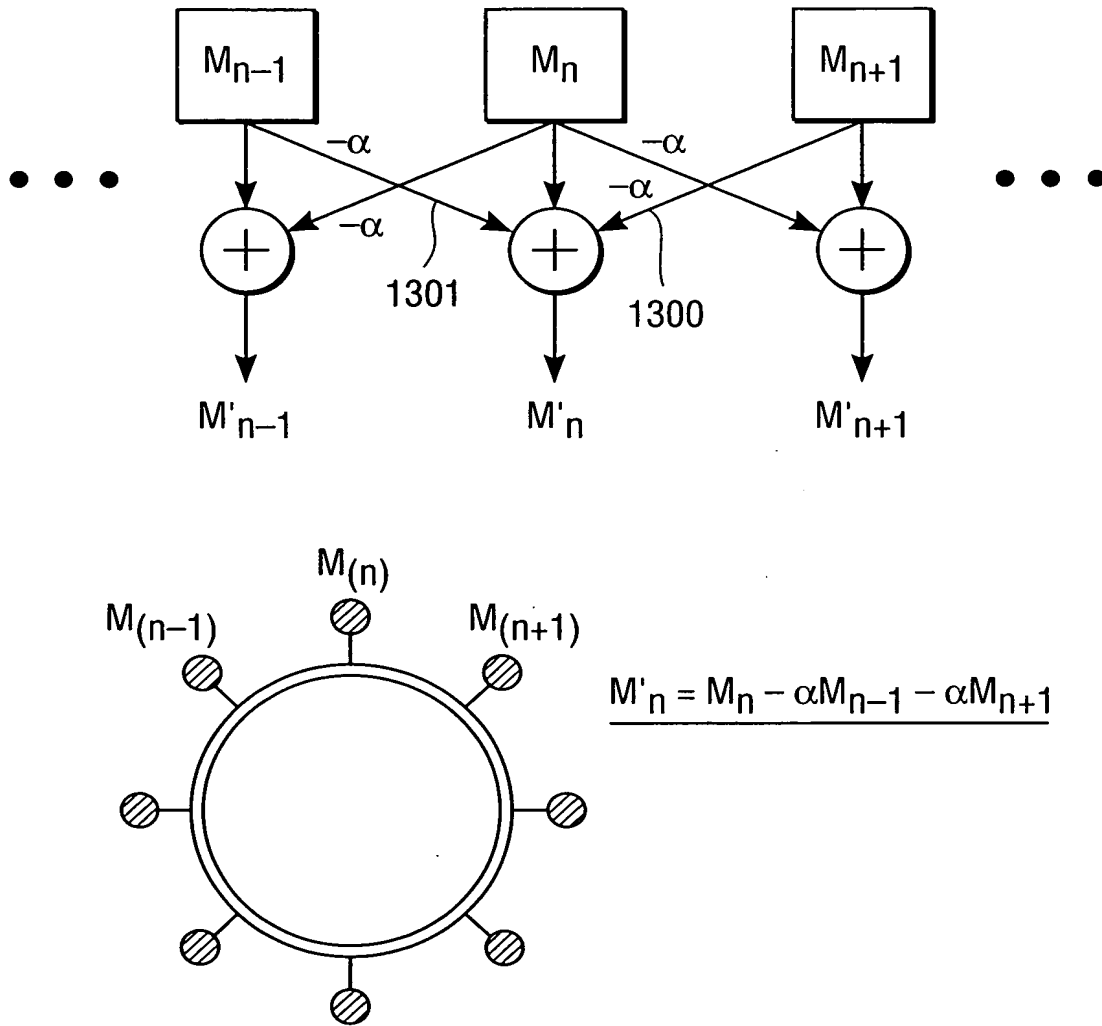 Mn−1 Mn Mn+1
−α −α
−α −α
1301 1300
M'n−1 M'n M'n+1
M(n)
M(n−1) M(n+1)
M'n = Mn − αMn−1 − αMn+1